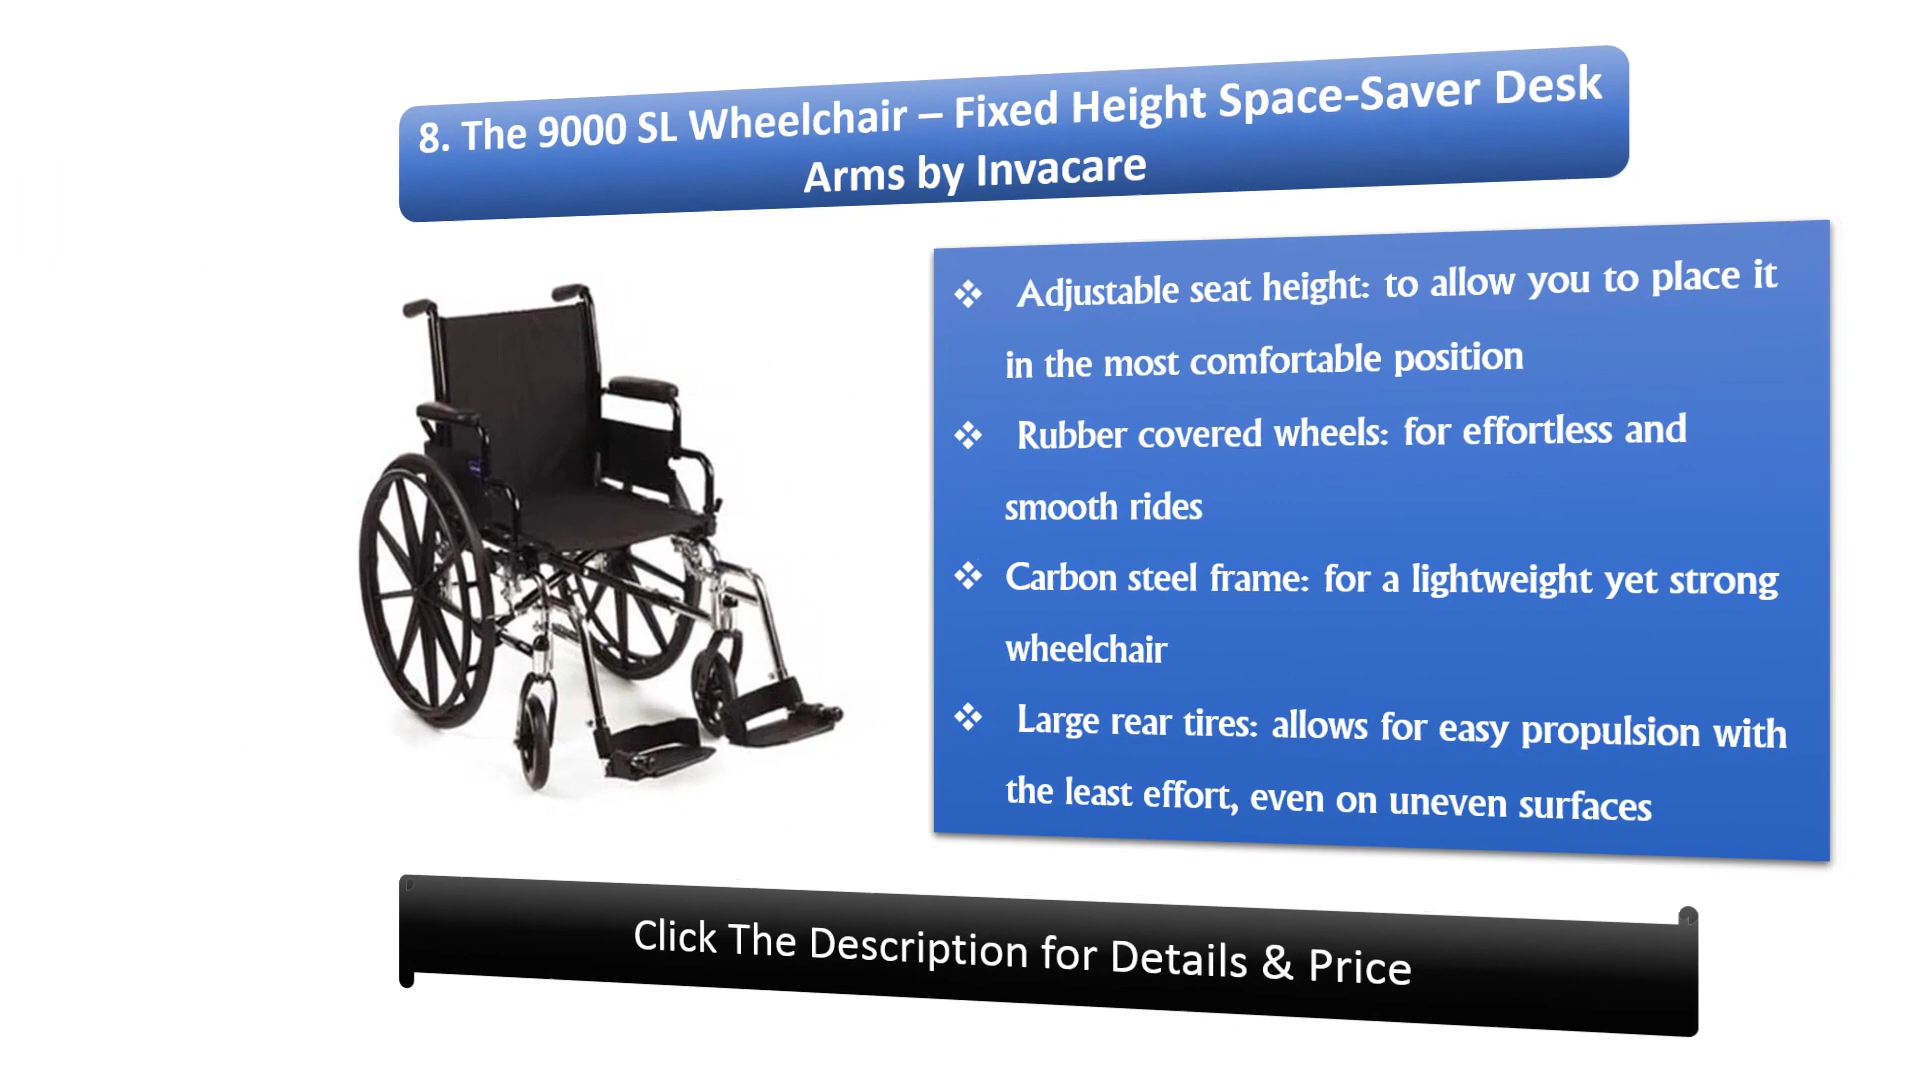 8. The 9000 SL Wheelchair – Fixed Height Space-Saver Desk
Arms by Invacare
❖ Adjustable seat height: to allow you to place it
in the most comfortable position
❖ Rubber covered wheels: for effortless and
smooth rides
❖ Carbon steel frame: for a lightweight yet strong
wheelchair
❖ Large rear tires: allows for easy propulsion with
the least effort, even on uneven surfaces
Click The Description for Details & Price